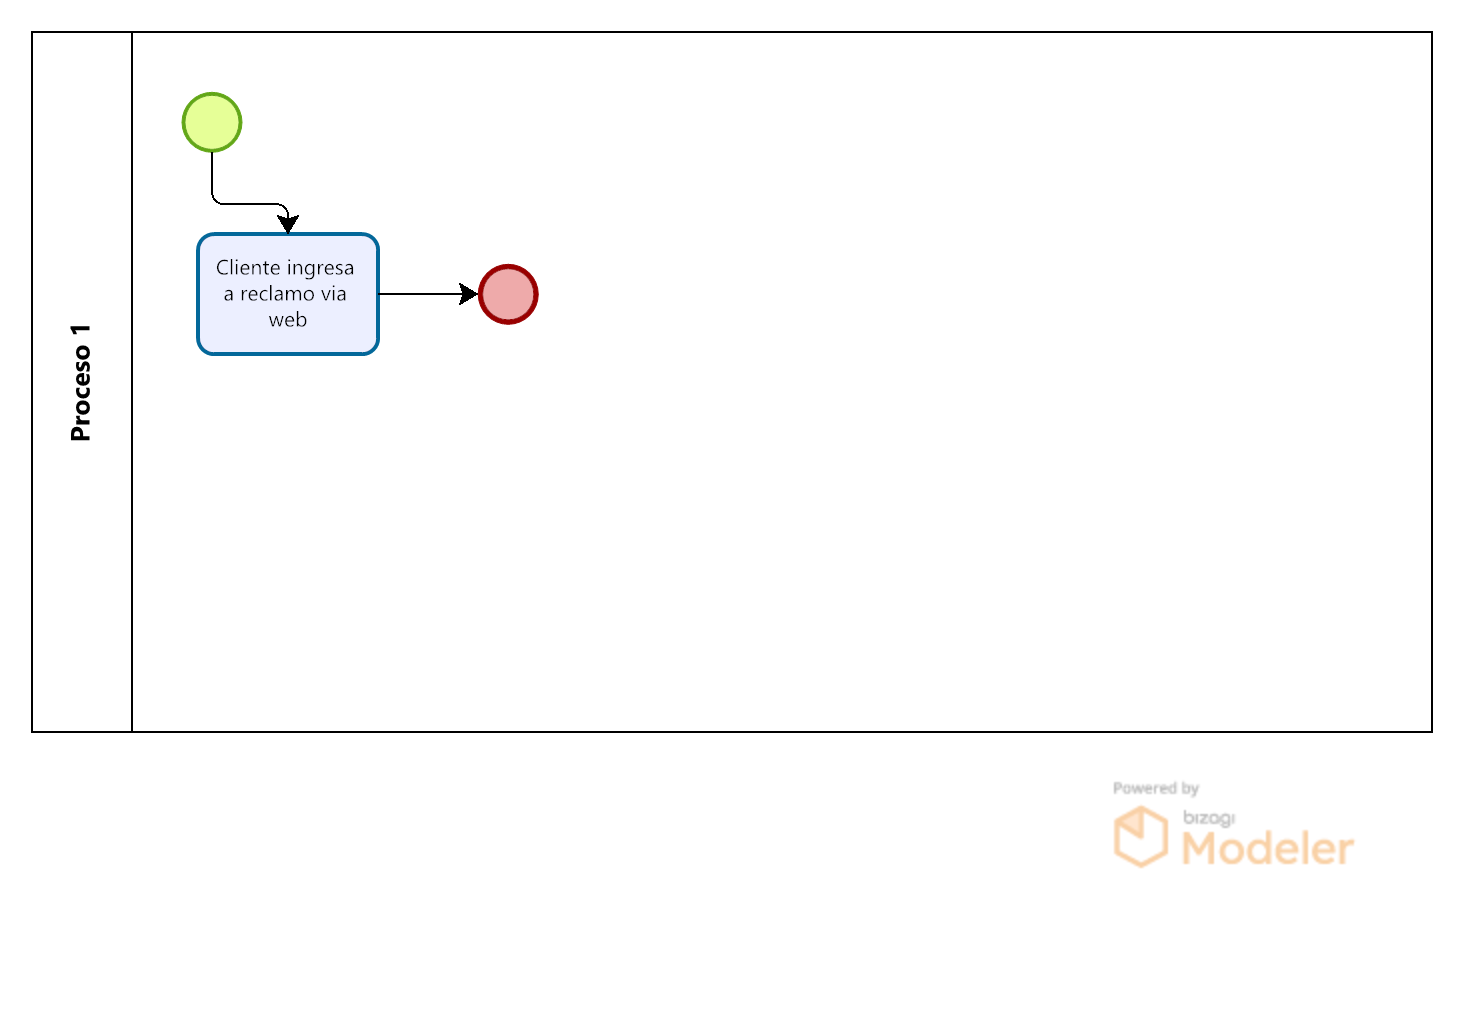 Proceso 1
Cliente ingresa
a reclamo via
web
Powered by
bizagi
Modeler